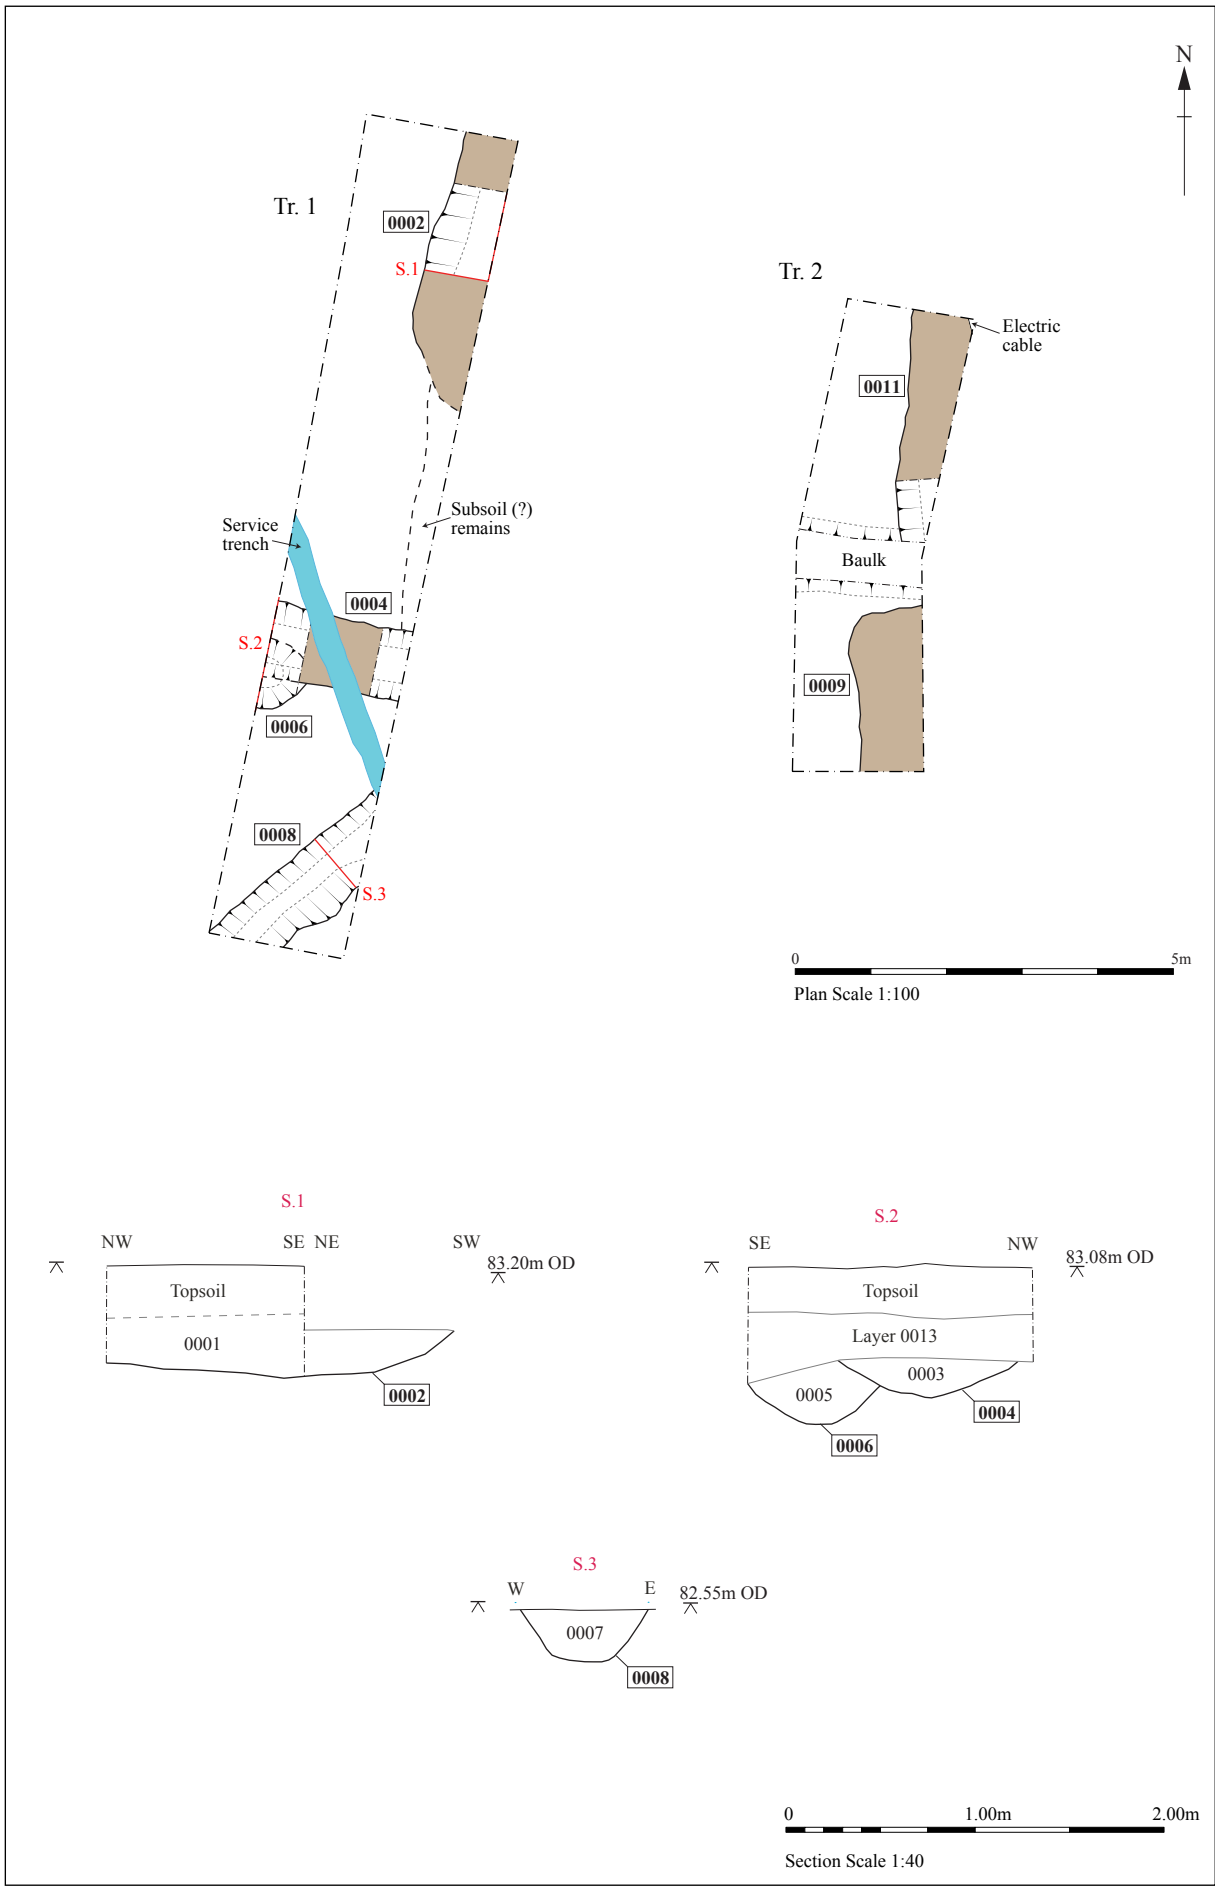 N
Tr. 1
0002
S.1
Tr. 2
Electric
cable
0011
Subsoil (?)
remains
Service
trench
Baulk
0004
S.2
0009
0006
0008
S.3
0 5m
Plan Scale 1:100
S.1
NW SE NE SW
83.20m OD
Topsoil
0001
0002
S.2
SE NW
83.08m OD
Topsoil
Layer 0013
0003
0005
0004
0006
S.3
W E
82.55m OD
0007
0008
0 1.00m 2.00m
Section Scale 1:40